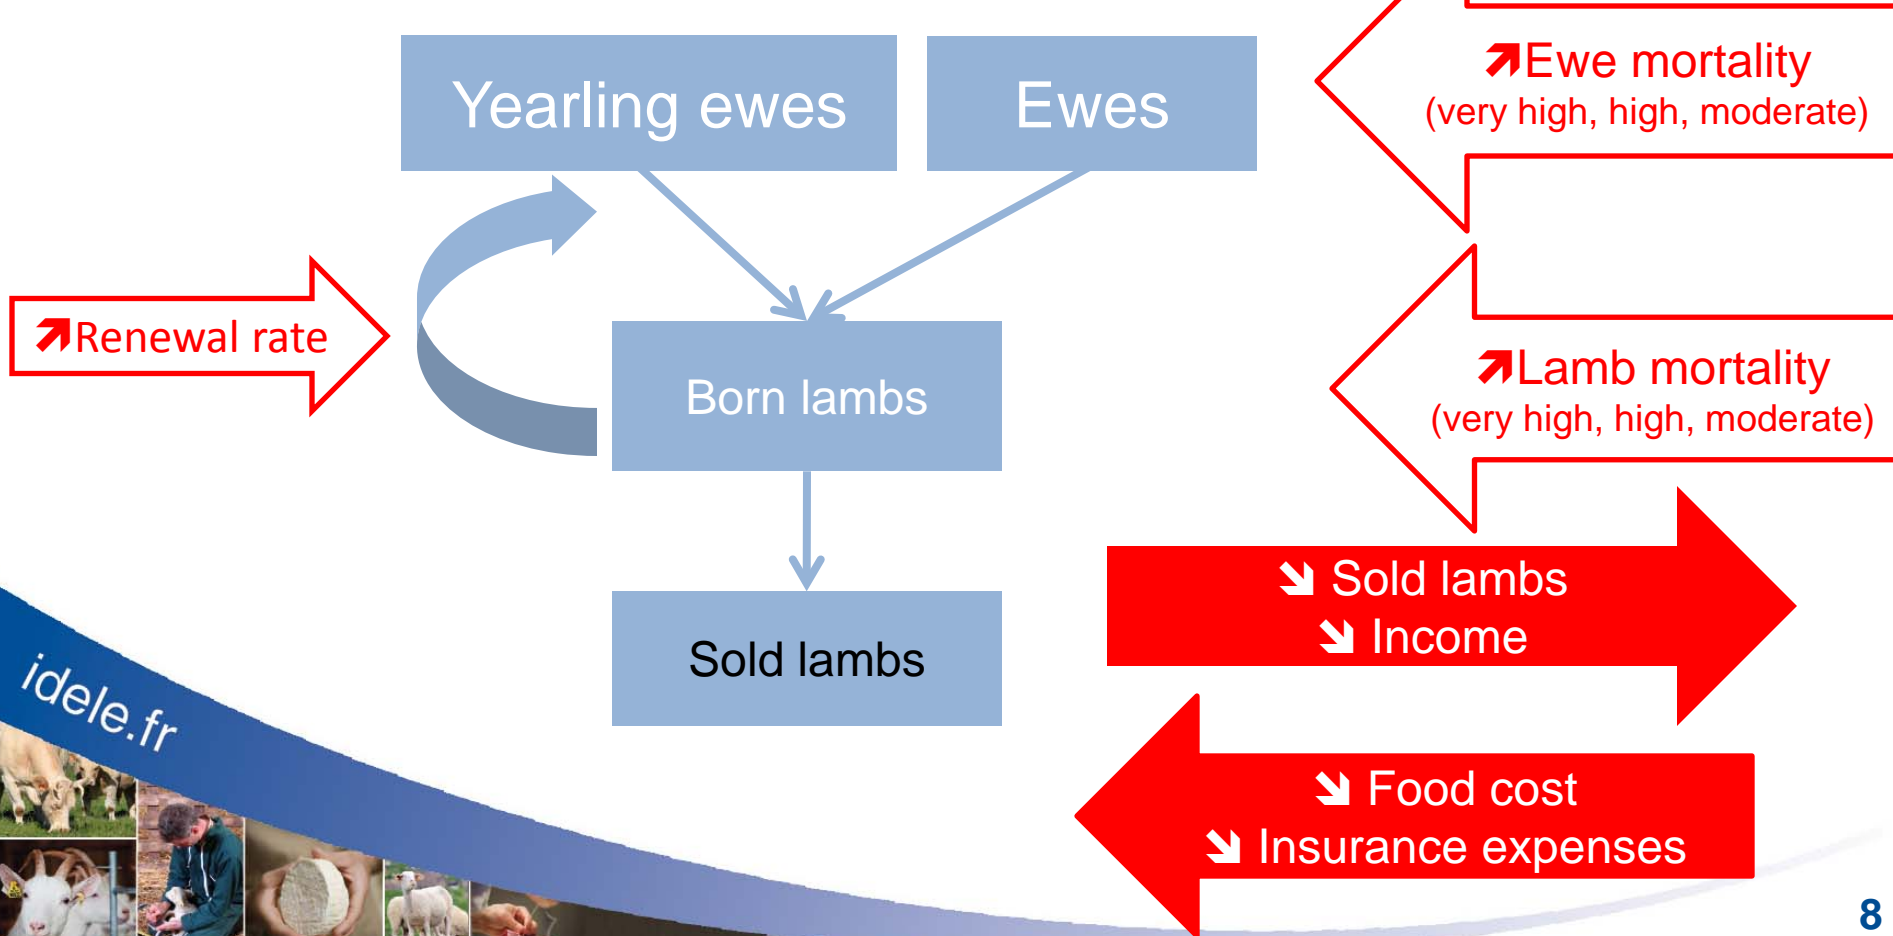 Yearling ewes
Ewes
↗Ewe mortality
(very high, high, moderate)
↗Renewal rate
Born lambs
↗Lamb mortality
(very high, high, moderate)
Sold lambs
↘ Sold lambs
↘ Income
↘ Food cost
↘ Insurance expenses
idele.fr
8